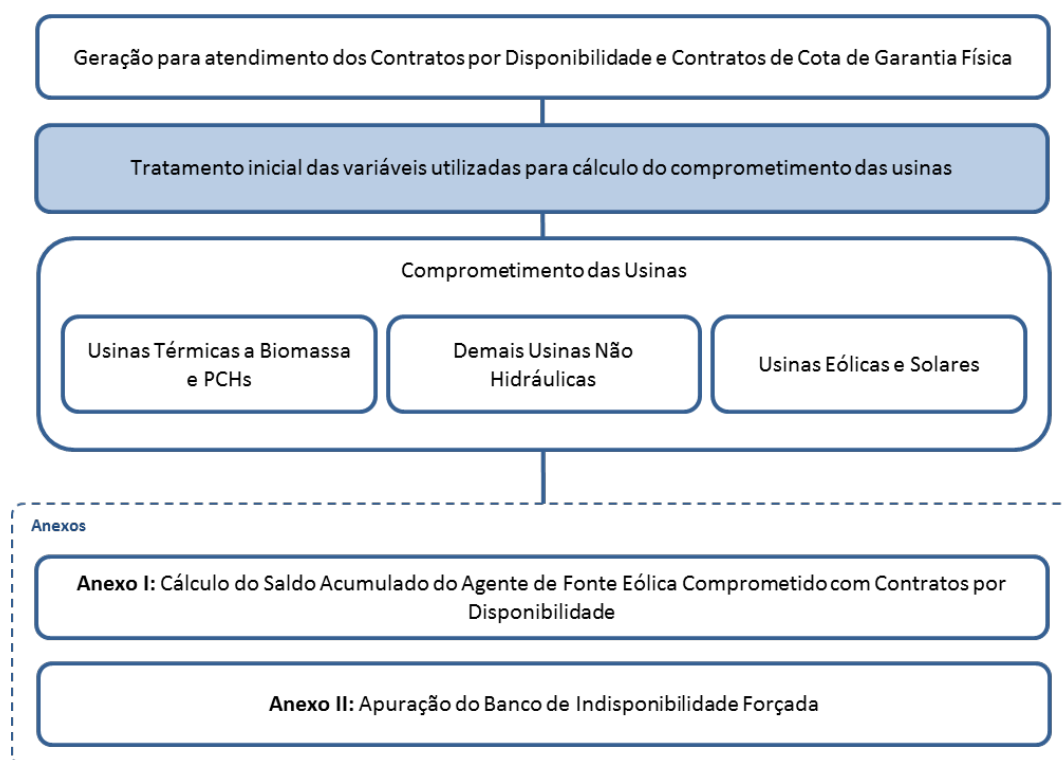 Geração para atendimento dos Contratos por Disponibilidade e Contratos de Cota de Garantia Física
Tratamento inicial das variáveis utilizadas para cálculo do comprometimento das usinas
Comprometimento das Usinas
Usinas Térmicas a Biomassa
e PCHs
Demais Usinas Não
Hidráulicas
Usinas Eólicas e Solares
Anexos
Anexo I: Cálculo do Saldo Acumulado do Agente de Fonte Eólica Comprometido com Contratos por
Disponibilidade
Anexo II: Apuração do Banco de Indisponibilidade Forçada